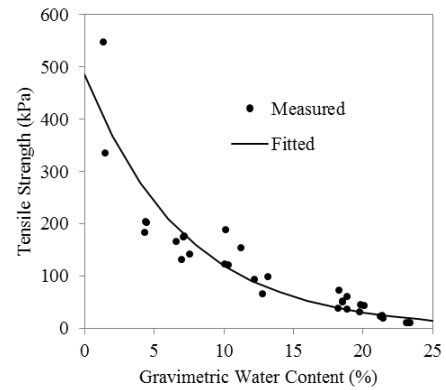 600
500
400
300
200
100
0
Tensile Strength (kPa)
Measured
Fitted
0 5 10 15 20 25
Gravimetric Water Content (%)